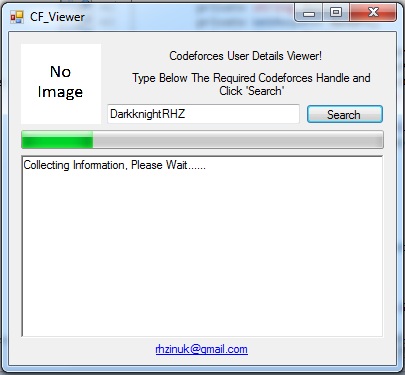 CF_Viewer
No
Image
Codeforces User Details Viewer!
Type Below The Required Codeforces Handle and
Click 'Search'
DarkknightRHZ
Search
Collecting Information, Please Wait......
rhzinuk@gmail.com